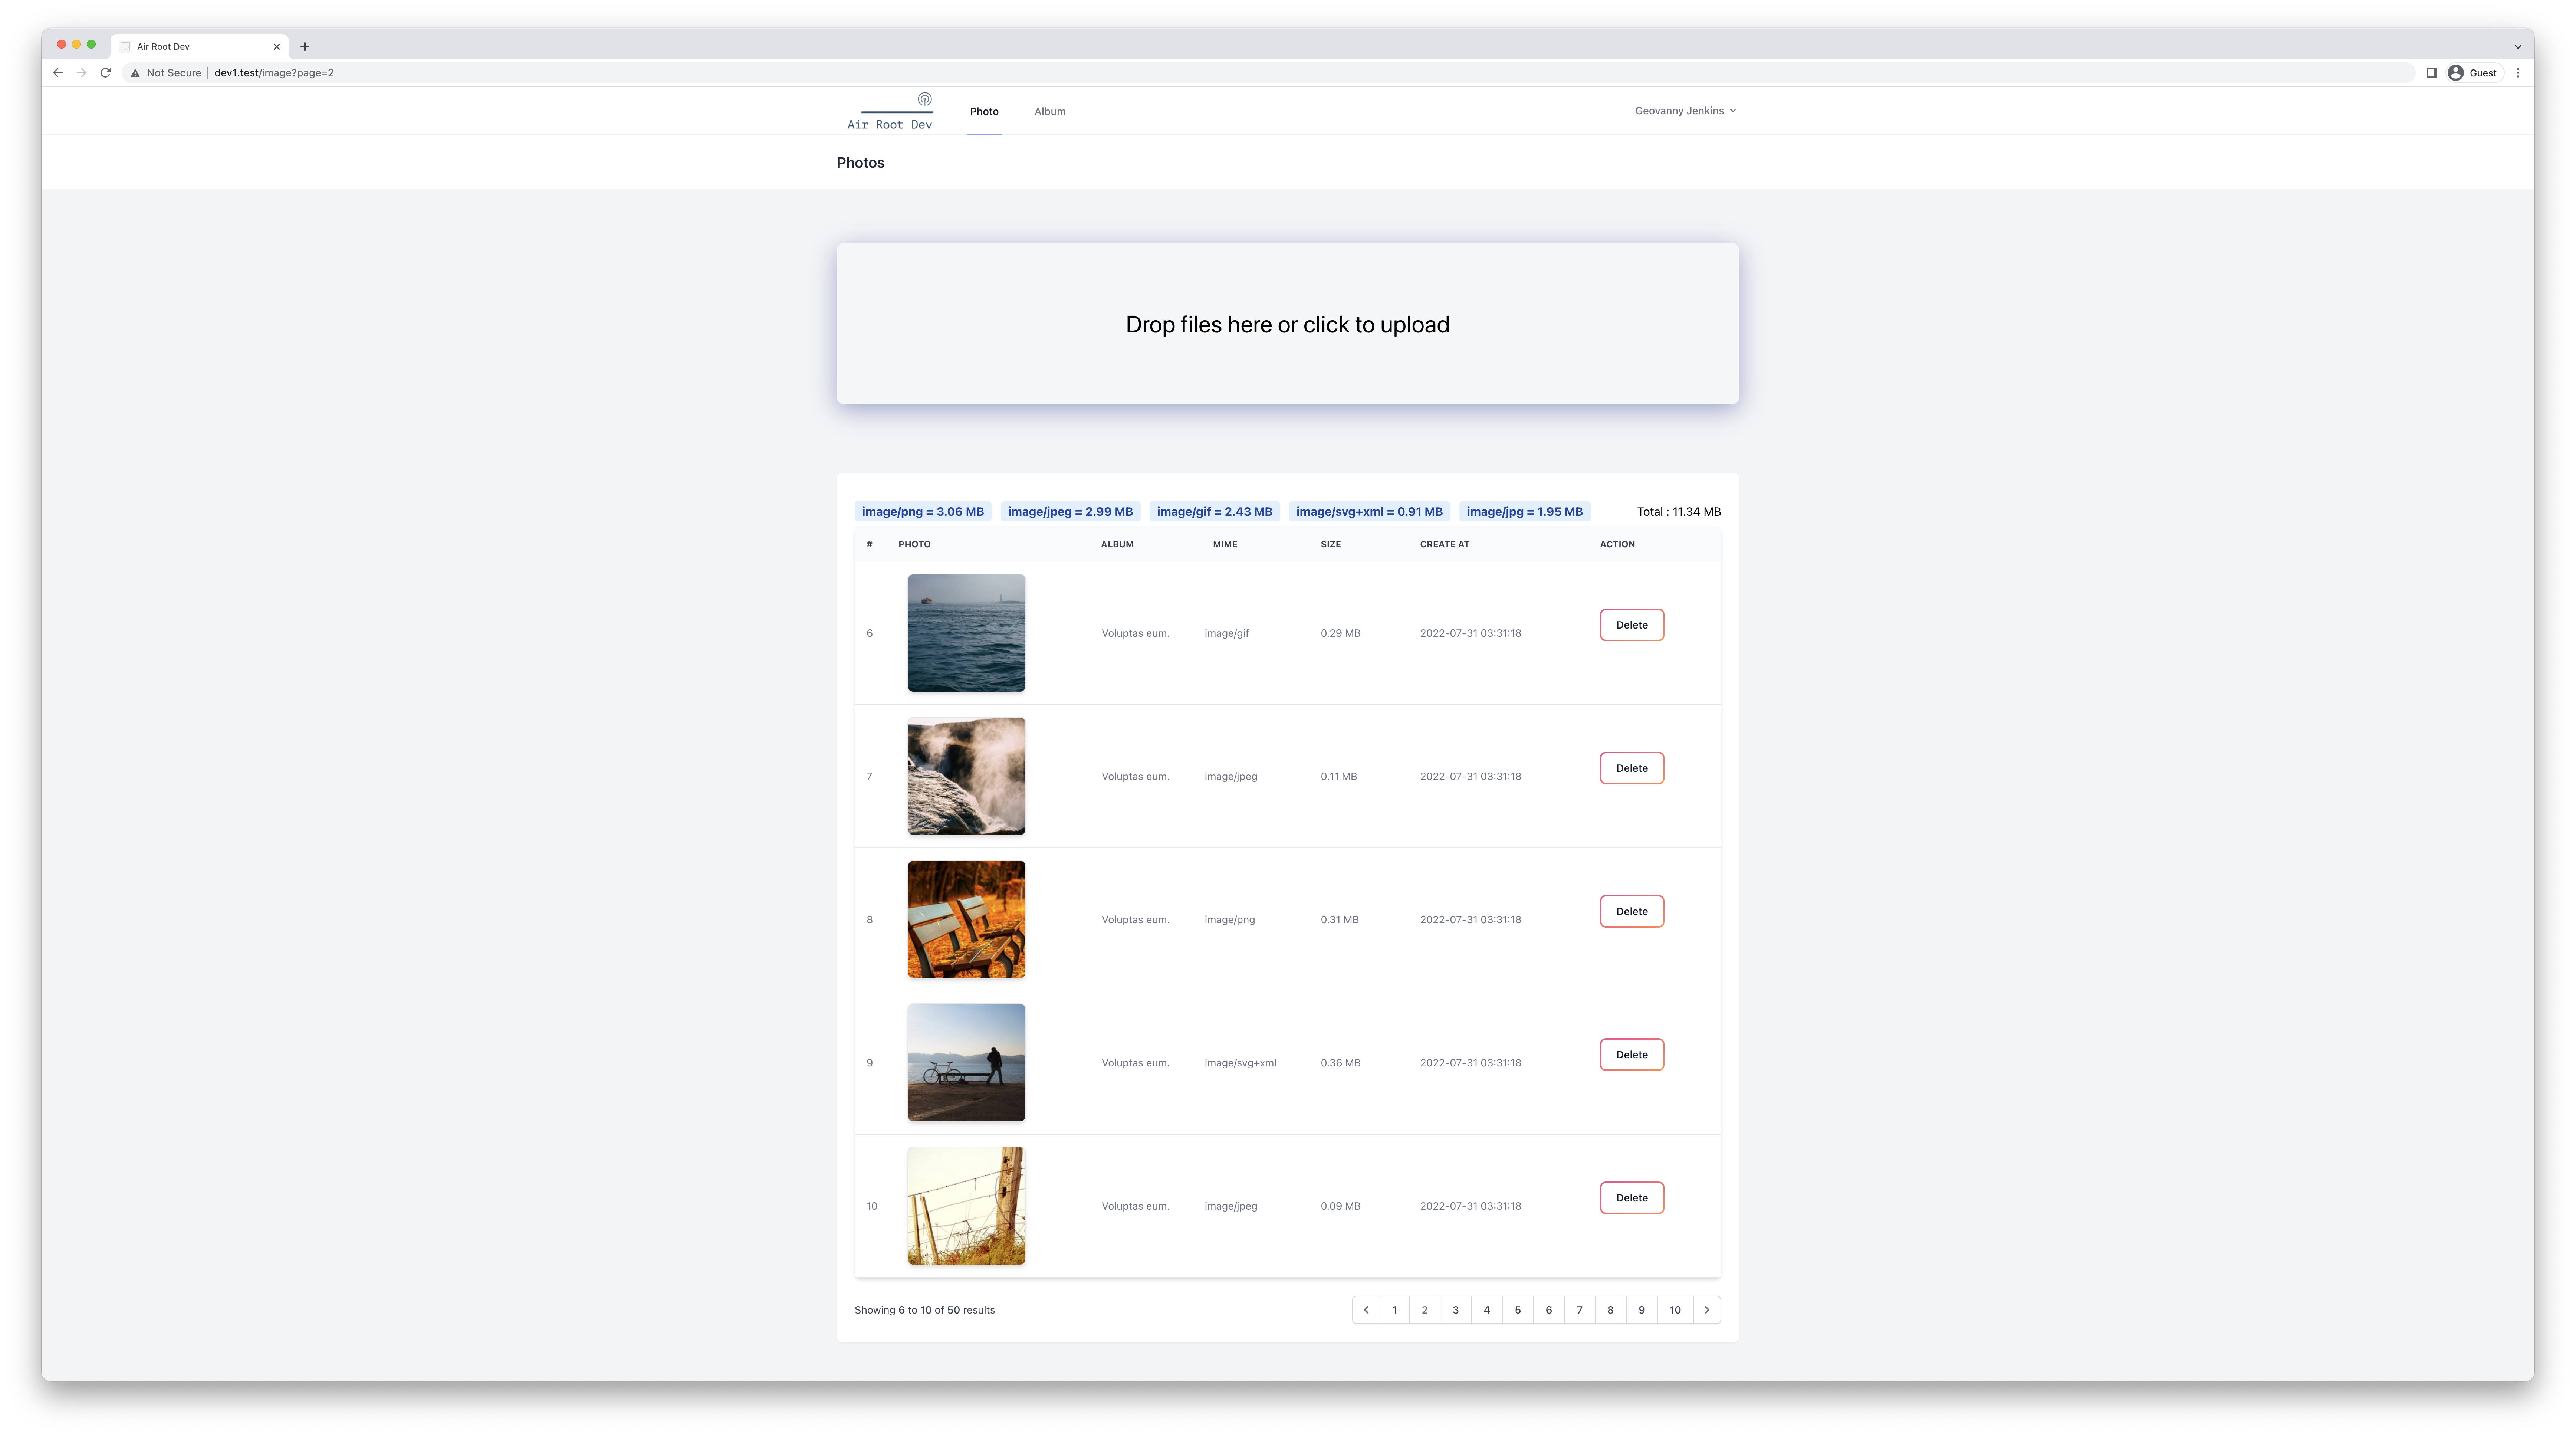 Air Root Dev
Not Secure dev1.test/image?page=2
Guest
Air Root Dev
Photo Album
Geovanny Jenkins
Photos
Drop files here or click to upload
image/png = 3.06 MB image/jpeg = 2.99 MB image/gif = 2.43 MB image/svg+xml = 0.91 MB image/jpg = 1.95 MB Total : 11.34 MB
# PHOTO ALBUM MIME SIZE CREATE AT ACTION
6 Voluptas eum. image/gif 0.29 MB 2022-07-31 03:31:18 Delete
7 Voluptas eum. image/jpeg 0.11 MB 2022-07-31 03:31:18 Delete
8 Voluptas eum. image/png 0.31 MB 2022-07-31 03:31:18 Delete
9 Voluptas eum. image/svg+xml 0.36 MB 2022-07-31 03:31:18 Delete
10 Voluptas eum. image/jpeg 0.09 MB 2022-07-31 03:31:18 Delete
Showing 6 to 10 of 50 results 1 2 3 4 5 6 7 8 9 10